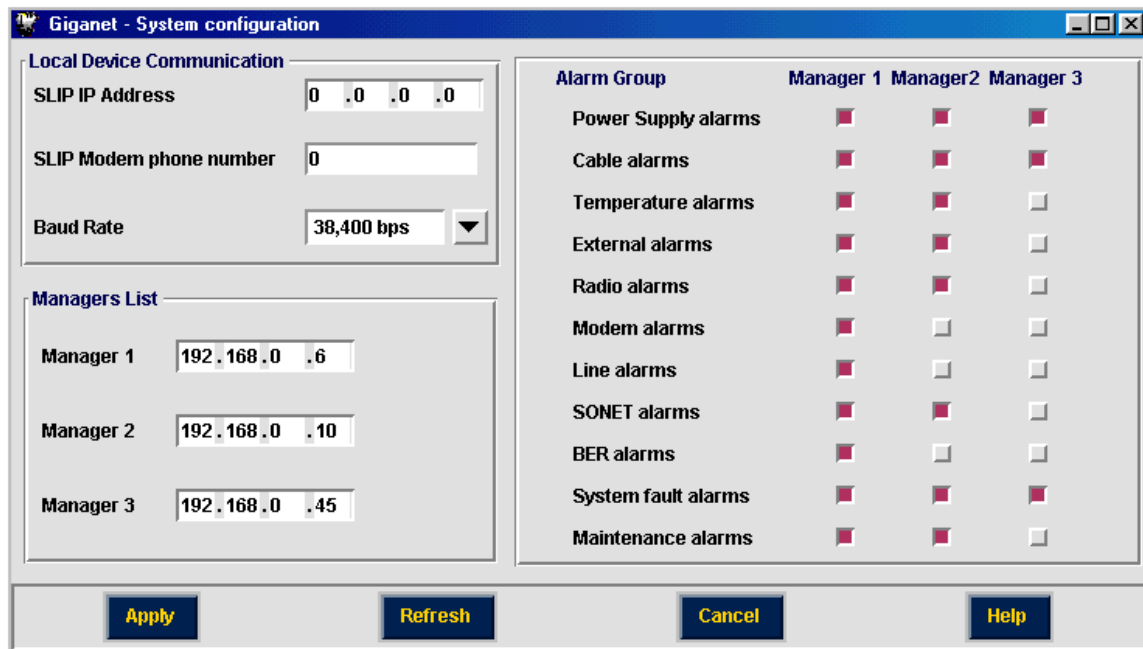 Giganet - System configuration
Local Device Communication
SLIP IP Address 0 .0 .0 .0
SLIP Modem phone number 0
Baud Rate 38,400 bps
Managers List
Manager 1 192.168.0 .6
Manager 2 192.168.0 .10
Manager 3 192.168.0 .45
Alarm Group Manager 1 Manager2 Manager 3
Power Supply alarms
Cable alarms
Temperature alarms
External alarms
Radio alarms
Modem alarms
Line alarms
SONET alarms
BER alarms
System fault alarms
Maintenance alarms
Apply Refresh Cancel Help